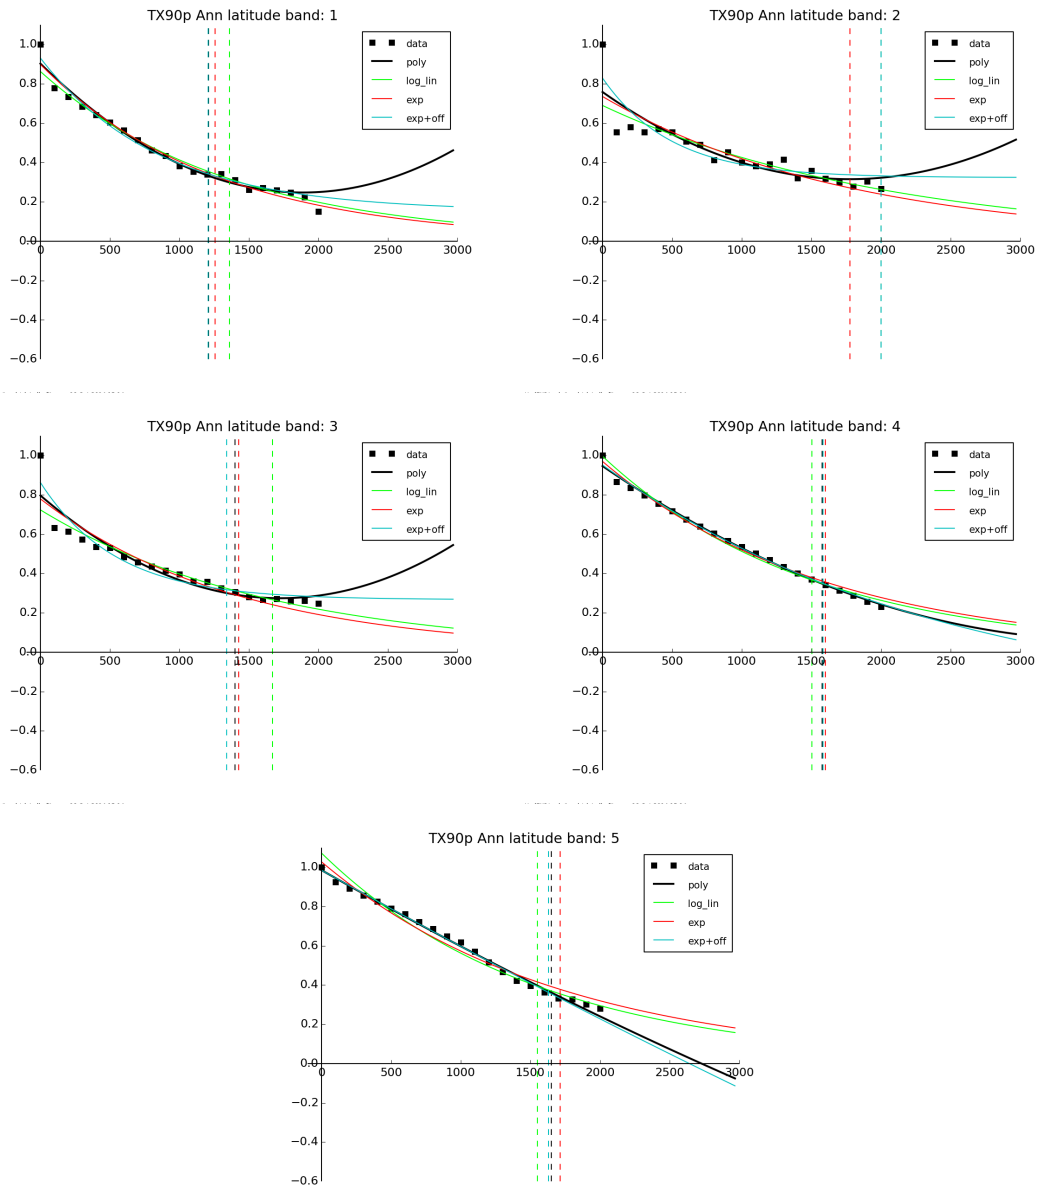 TX90p Ann latitude band: 1
1.0
0.8
0.6
0.4
0.2
0.0
−0.2
−0.4
−0.6
0 500 1000 1500 2000 2500 3000
data
poly
log_lin
exp
exp+off
TX90p Ann latitude band: 2
1.0
0.8
0.6
0.4
0.2
0.0
−0.2
−0.4
−0.6
0 500 1000 1500 2000 2500 3000
data
poly
log_lin
exp
exp+off
TX90p Ann latitude band: 3
1.0
0.8
0.6
0.4
0.2
0.0
−0.2
−0.4
−0.6
0 500 1000 1500 2000 2500 3000
data
poly
log_lin
exp
exp+off
TX90p Ann latitude band: 4
1.0
0.8
0.6
0.4
0.2
0.0
−0.2
−0.4
−0.6
0 500 1000 1500 2000 2500 3000
data
poly
log_lin
exp
exp+off
TX90p Ann latitude band: 5
1.0
0.8
0.6
0.4
0.2
0.0
−0.2
−0.4
−0.6
0 500 1000 1500 2000 2500 3000
data
poly
log_lin
exp
exp+off